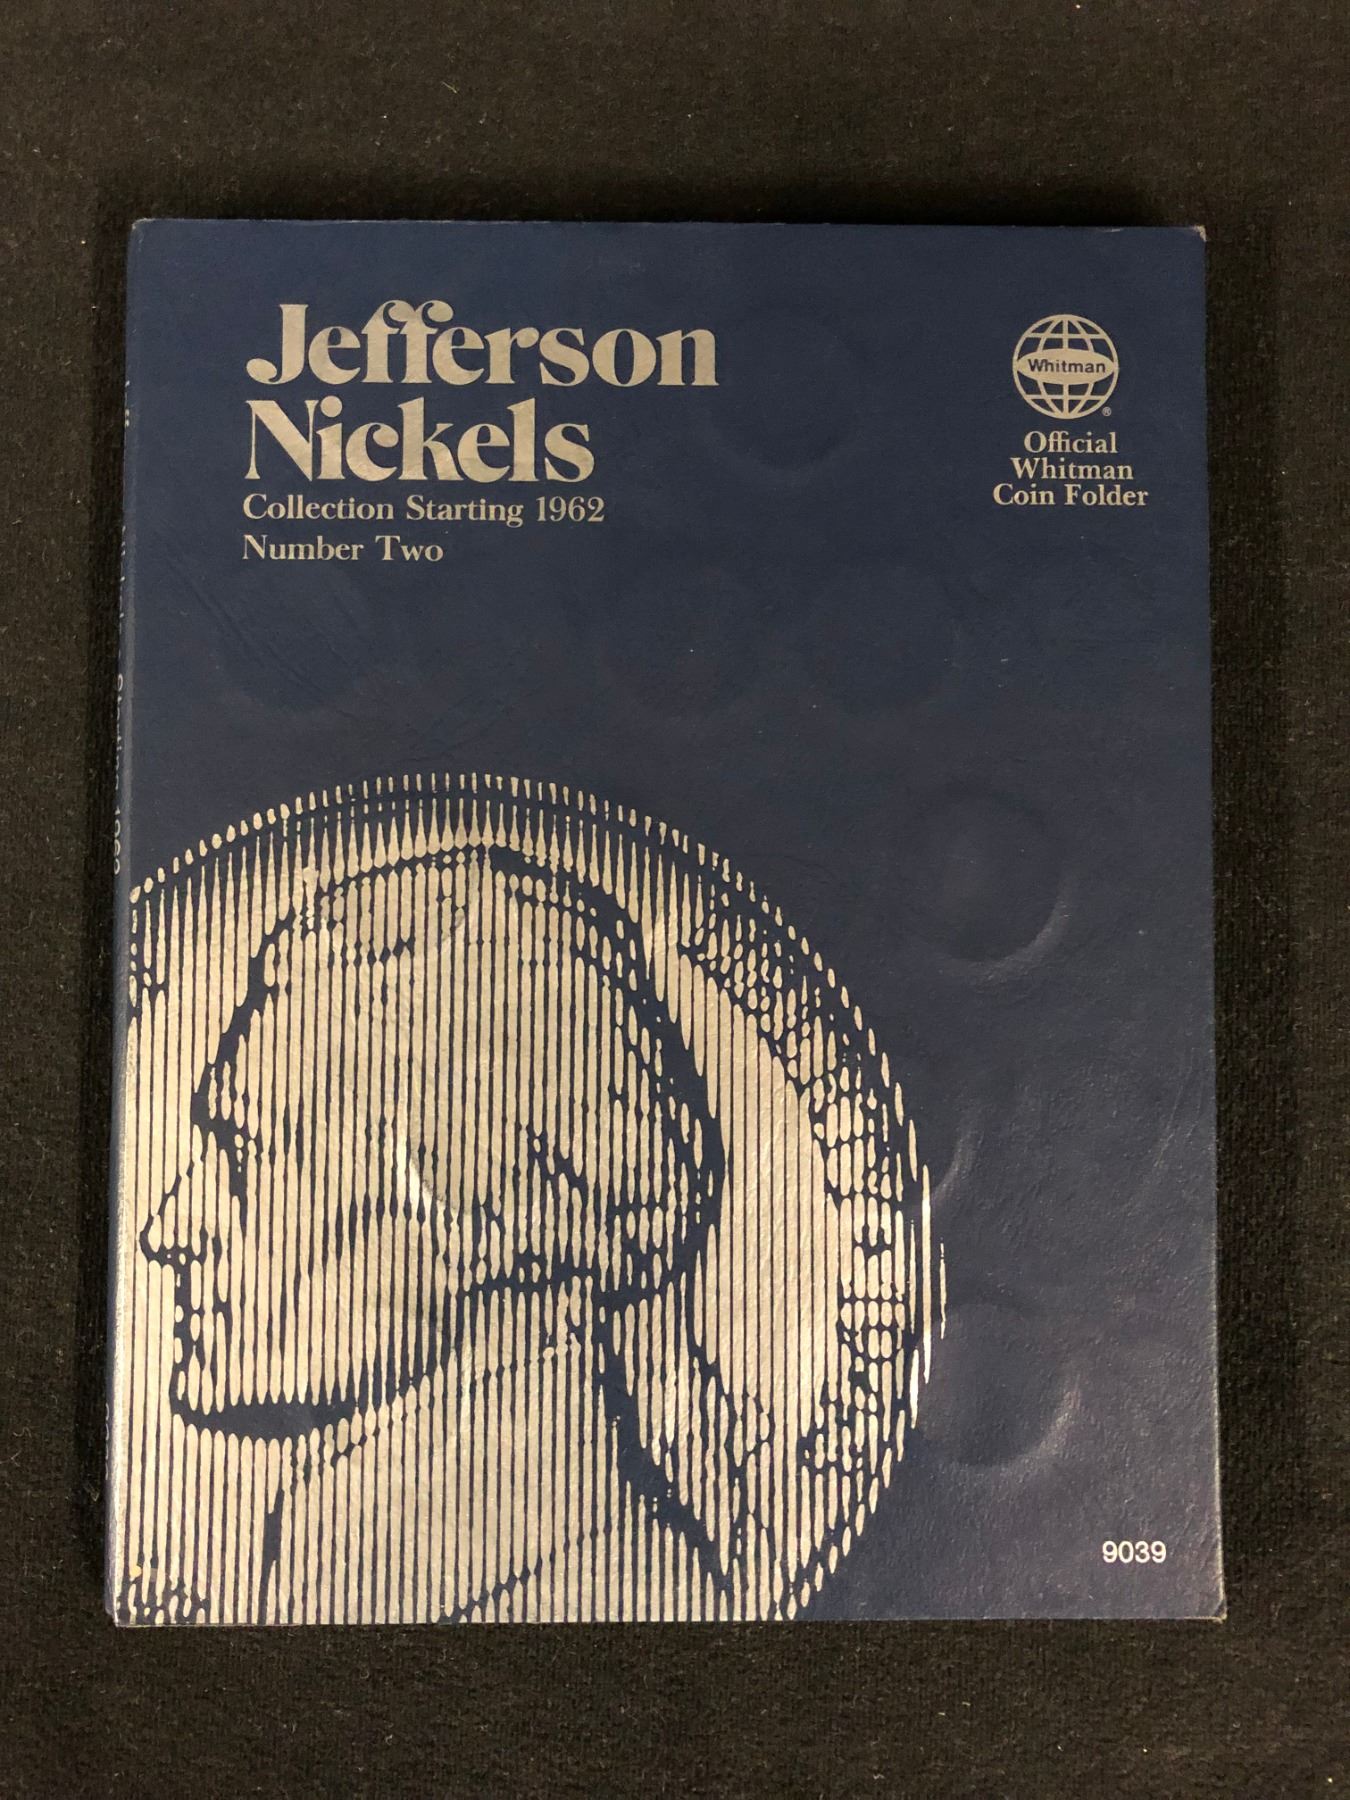 Jefferson
Nickels
Collection Starting 1962
Number Two
Whitman
®
Official
Whitman
Coin Folder
9039